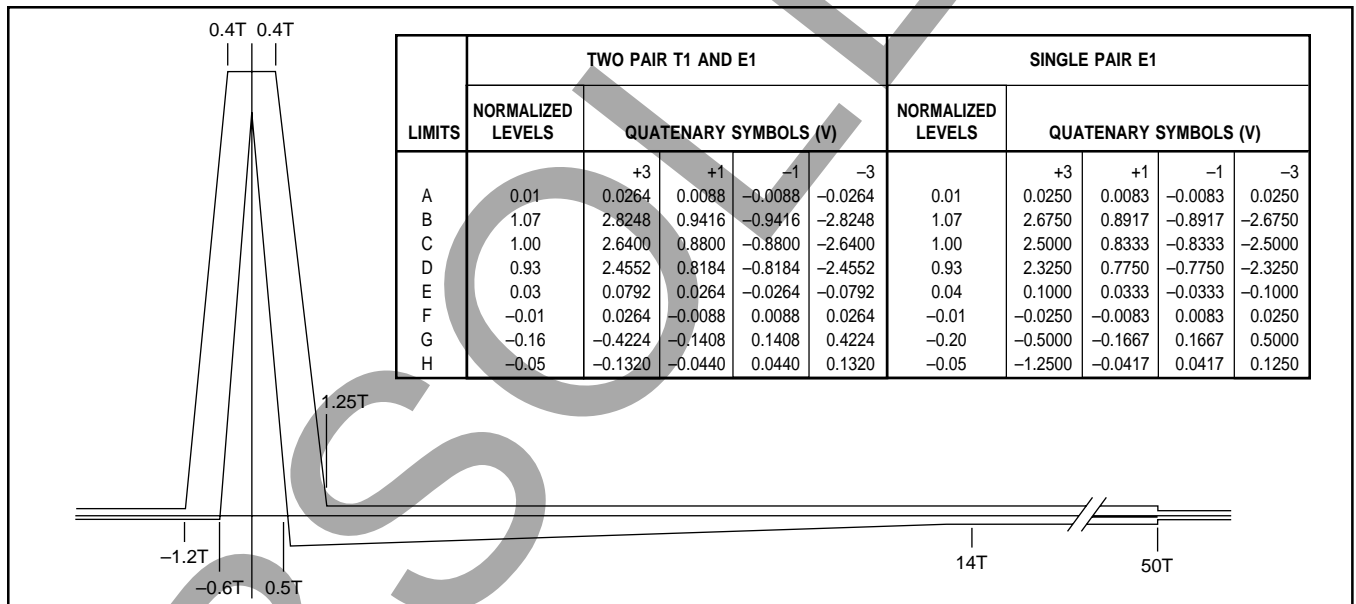 0.4T 0.4T
TWO PAIR T1 AND E1 SINGLE PAIR E1
LIMITS NORMALIZED LEVELS QUATENARY SYMBOLS (V) NORMALIZED LEVELS QUATENARY SYMBOLS (V)
+3 +1 –1 –3 +3 +1 –1 –3
A 0.01 0.0264 0.0088 –0.0088 –0.0264 0.01 0.0250 0.0083 –0.0083 0.0250
B 1.07 2.8248 0.9416 –0.9416 –2.8248 1.07 2.6750 0.8917 –0.8917 –2.6750
C 1.00 2.6400 0.8800 –0.8800 –2.6400 1.00 2.5000 0.8333 –0.8333 –2.5000
D 0.93 2.4552 0.8184 –0.8184 –2.4552 0.93 2.3250 0.7750 –0.7750 –2.3250
E 0.03 0.0792 0.0264 –0.0264 –0.0792 0.04 0.1000 0.0333 –0.0333 –0.1000
F –0.01 0.0264 –0.0088 0.0088 0.0264 –0.01 –0.0250 –0.0083 0.0083 0.0250
G –0.16 –0.4224 –0.1408 0.1408 0.4224 –0.20 –0.5000 –0.1667 0.1667 0.5000
H –0.05 –0.1320 –0.0440 0.0440 0.1320 –0.05 –1.2500 –0.0417 0.0417 0.1250
1.25T
–1.2T 14T 50T
–0.6T 0.5T